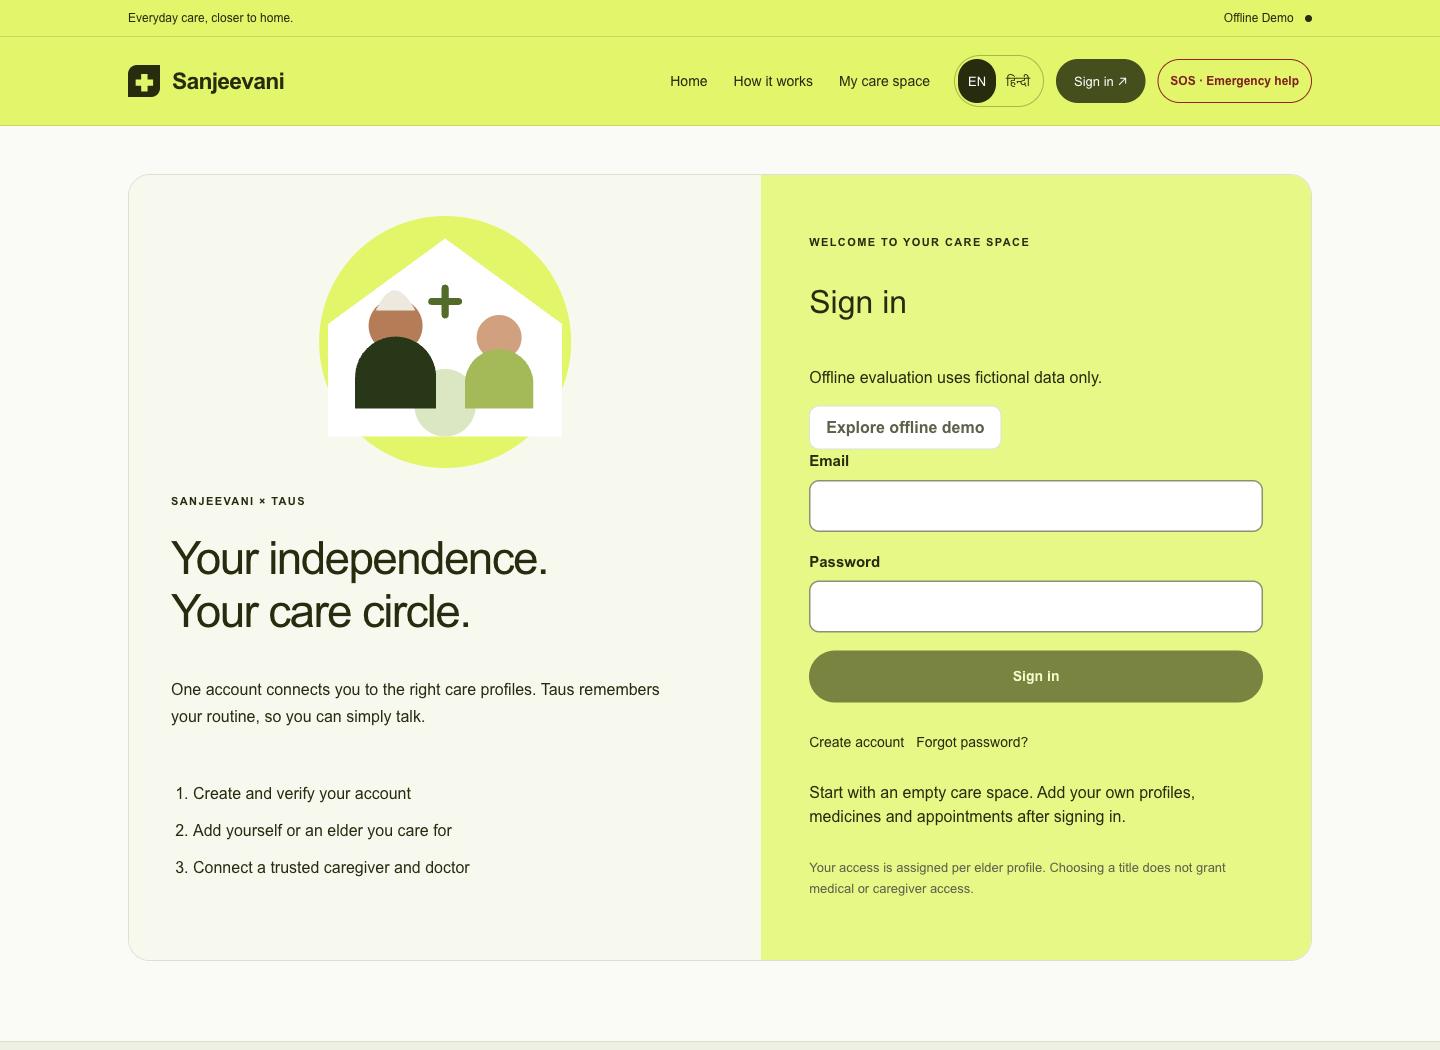 Everyday care, closer to home.
Offline Demo
Sanjeevani
Home
How it works
My care space
EN
हिन्दी
Sign in ↗
SOS · Emergency help
SANJEEVANI × TAUS
Your independence.
Your care circle.
One account connects you to the right care profiles. Taus remembers
your routine, so you can simply talk.
1. Create and verify your account
2. Add yourself or an elder you care for
3. Connect a trusted caregiver and doctor
WELCOME TO YOUR CARE SPACE
Sign in
Offline evaluation uses fictional data only.
Explore offline demo
Email
Password
Sign in
Create account Forgot password?
Start with an empty care space. Add your own profiles,
medicines and appointments after signing in.
Your access is assigned per elder profile. Choosing a title does not grant
medical or caregiver access.